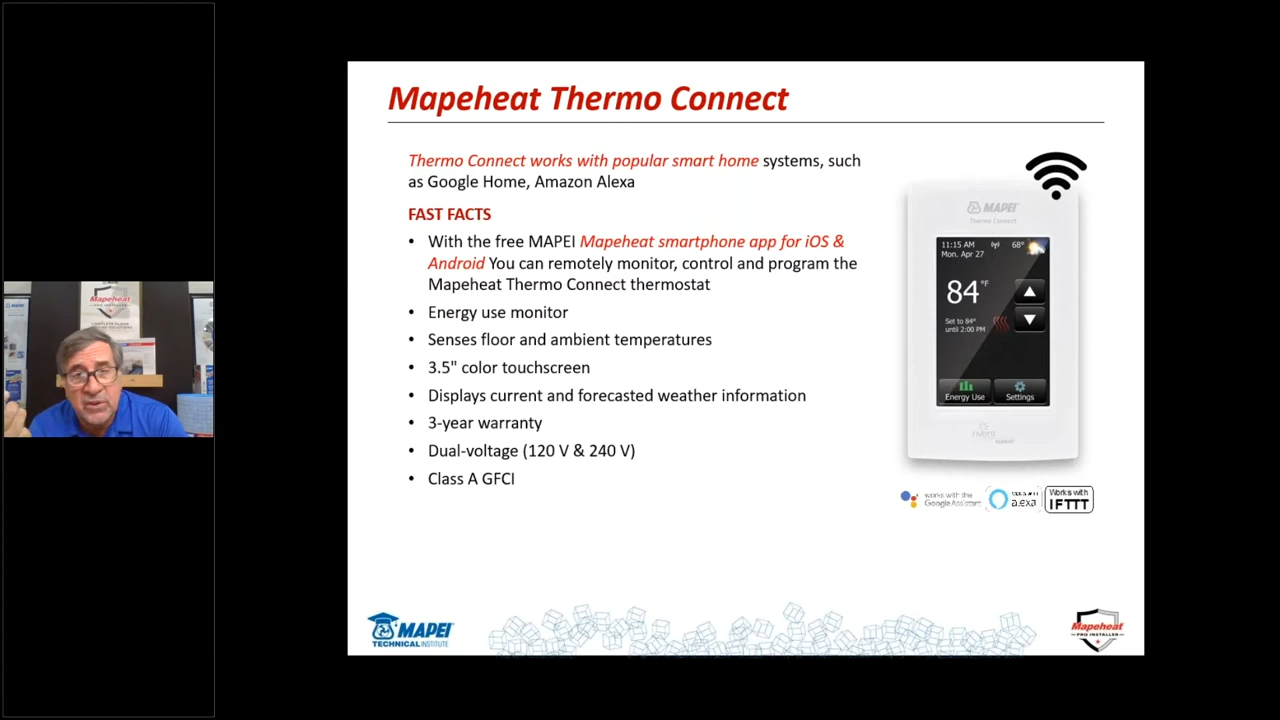 Mapeheat Thermo Connect
Thermo Connect works with popular smart home systems, such
as Google Home, Amazon Alexa
FAST FACTS
• With the free MAPEI Mapeheat smartphone app for iOS &
Android You can remotely monitor, control and program the
Mapeheat Thermo Connect thermostat
• Energy use monitor
• Senses floor and ambient temperatures
• 3.5" color touchscreen
• Displays current and forecasted weather information
• 3-year warranty
• Dual-voltage (120 V & 240 V)
• Class A GFCI
MAPEI
Thermo Connect
11:15 AM 68°
Mon. Apr 27
84°F
Set to 84°
until 2:00 PM
Energy Use Settings
works with the
Google Assistant
alexa
Works with
IFTTT
MAPEI
TECHNICAL INSTITUTE
Mapeheat
PRO INSTALLER
Mapeheat